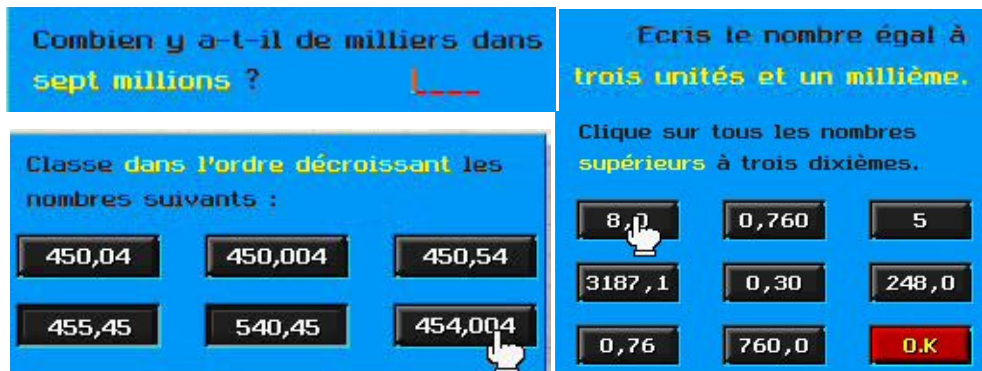 Combien y a-t-il de milliers dans
sept millions ?
Ecris le nombre égal à
trois unités et un millième.
Classe dans l'ordre décroissant les
nombres suivants :
450,04 450,004 450,54
455,45 540,45 454,004
Clique sur tous les nombres
supérieurs à trois dixièmes.
8,0 0,760 5
3187,1 0,30 248,0
0,76 760,0 O.K